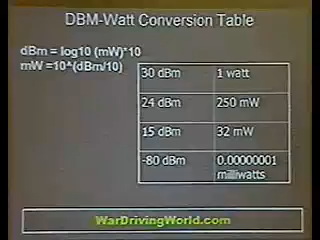 DBM-Watt Conversion Table
dBm = log10 (mW)*10
mW =10^(dBm/10)
30 dBm 1 watt
24 dBm 250 mW
15 dBm 32 mW
-80 dBm 0.00000001
milliwatts
WarDrivingWorld.com